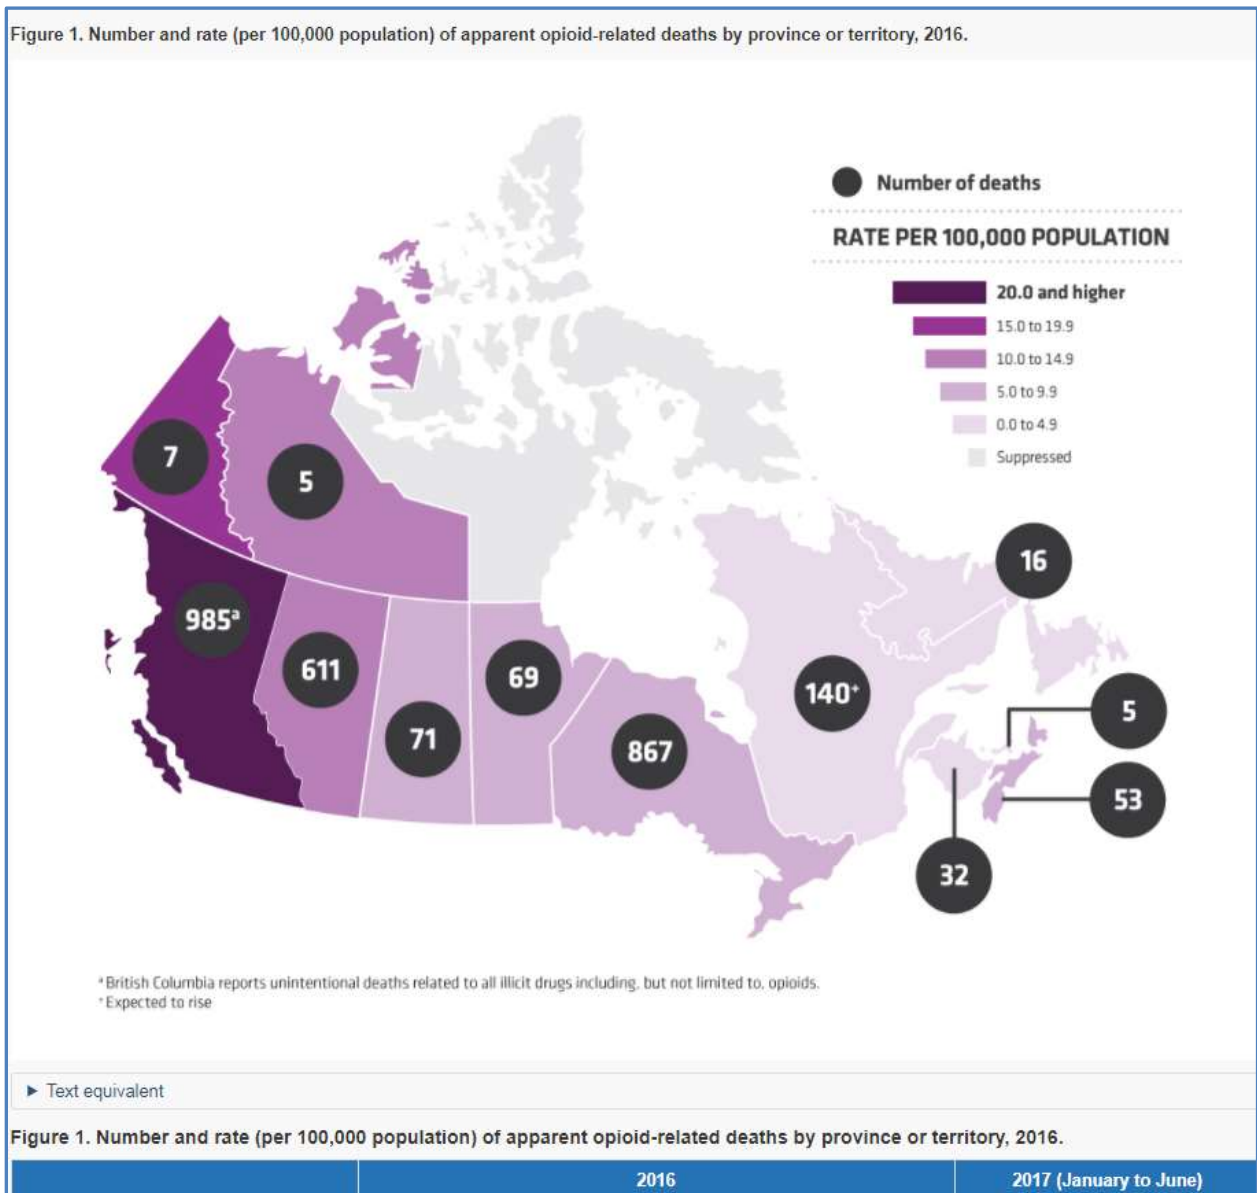 Figure 1. Number and rate (per 100,000 population) of apparent opioid-related deaths by province or territory, 2016.
Number of deaths
RATE PER 100,000 POPULATION
20.0 and higher
15.0 to 19.9
10.0 to 14.9
5.0 to 9.9
0.0 to 4.9
Suppressed
7
5
16
985ª
611
69
140⁺
71
867
5
53
32
ª British Columbia reports unintentional deaths related to all illicit drugs including, but not limited to, opioids.
⁺ Expected to rise
► Text equivalent
Figure 1. Number and rate (per 100,000 population) of apparent opioid-related deaths by province or territory, 2016.
2016
2017 (January to June)